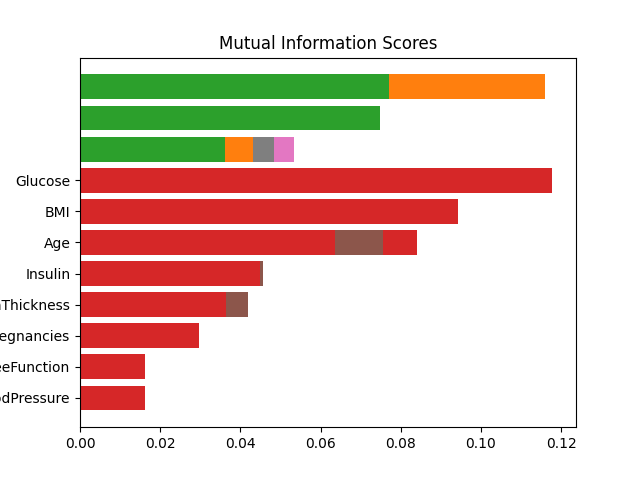 Mutual Information Scores
Glucose
BMI
Age
Insulin
Thickness
egnancies
eeFunction
dPressure
0.00 0.02 0.04 0.06 0.08 0.10 0.12